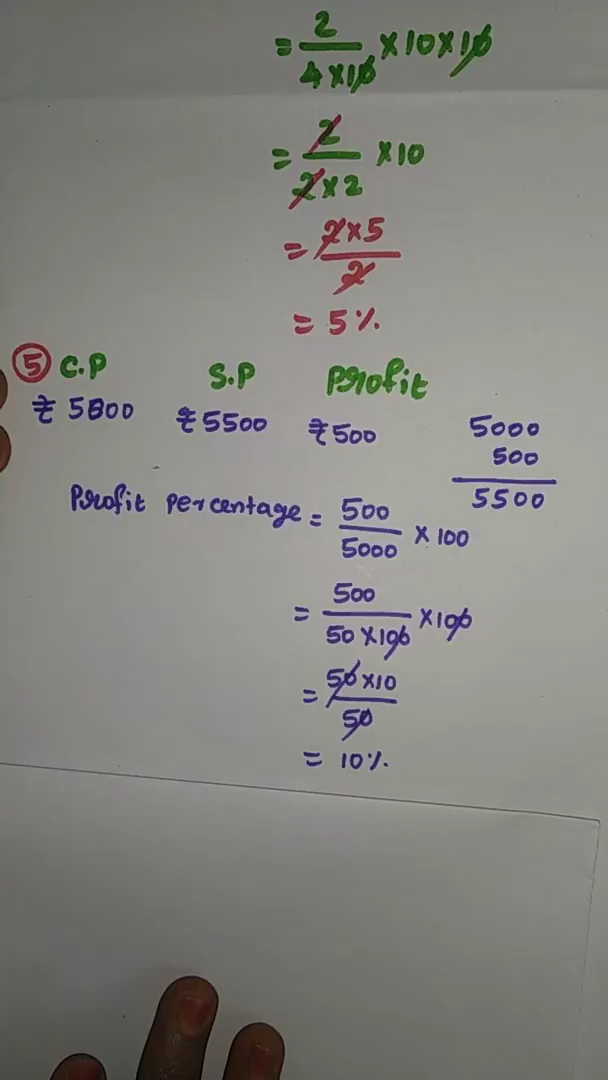 = 2/4×10 ×10×10
= 2/2×2 ×10
= 2×5/2
= 5%
5 C.P S.P Profit
₹ 5000 ₹ 5500 ₹ 500
5000
500
5500
Profit percentage = 500/5000 × 100
= 500/50×100 ×100
= 50×10/50
= 10%